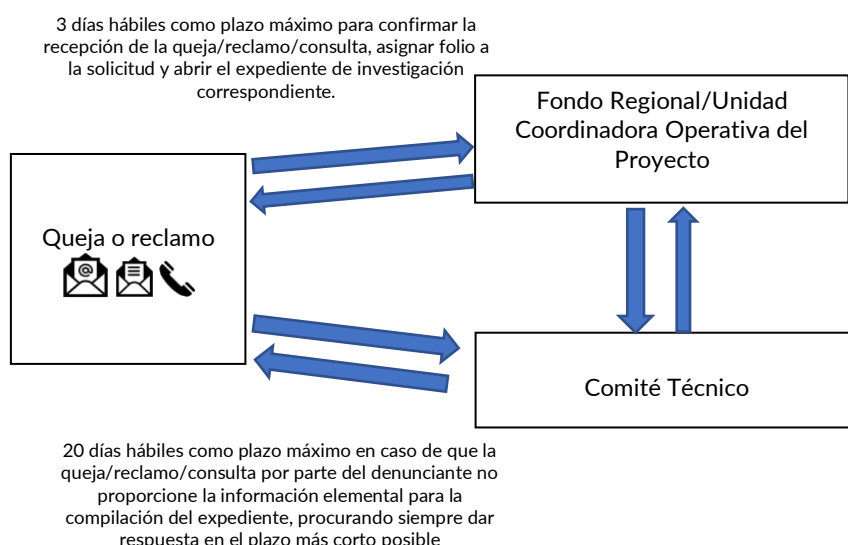 3 días hábiles como plazo máximo para confirmar la
recepción de la queja/reclamo/consulta, asignar folio a
la solicitud y abrir el expediente de investigación
correspondiente.
Fondo Regional/Unidad
Coordinadora Operativa del
Proyecto
Queja o reclamo
@
Comité Técnico
20 días hábiles como plazo máximo en caso de que la
queja/reclamo/consulta por parte del denunciante no
proporcione la información elemental para la
compilación del expediente, procurando siempre dar
respuesta en el plazo más corto posible